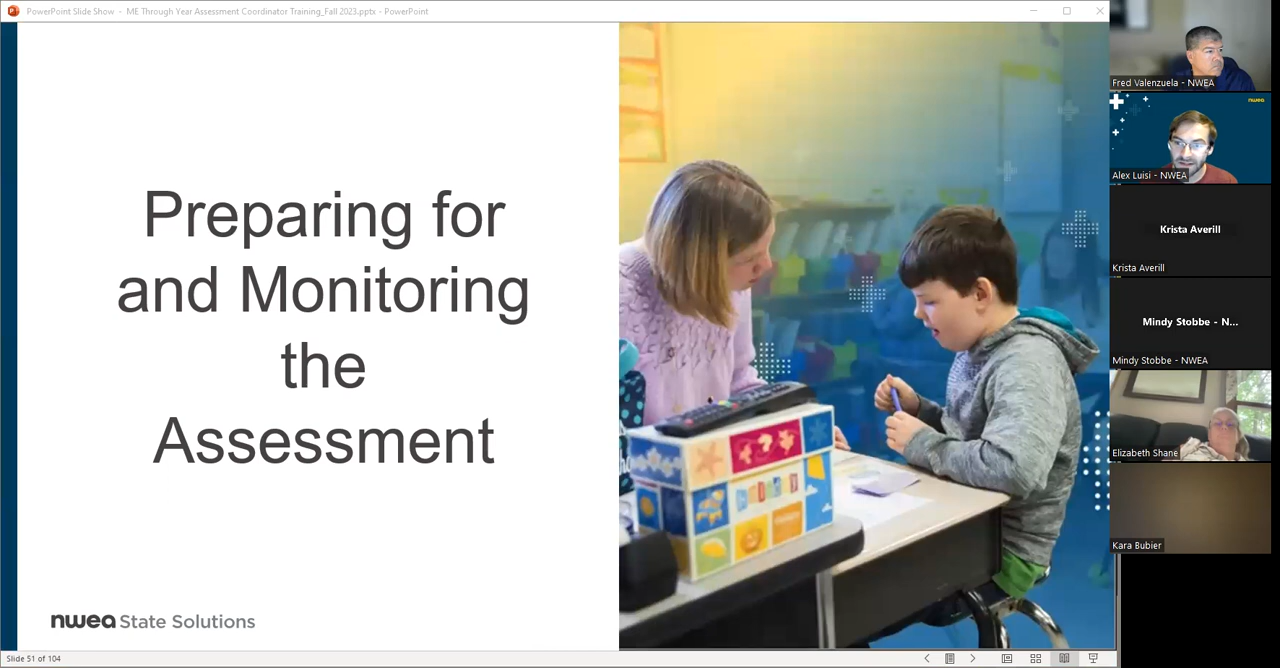 PowerPoint Slide Show - ME Through Year Assessment Coordinator Training_Fall 2023.pptx - PowerPoint
Preparing for
and Monitoring
the
Assessment
nwea State Solutions
Slide 51 of 104
Fred Valenzuela - NWEA
nwea
Alex Luisi - NWEA
Krista Averill
Krista Averill
Mindy Stobbe - N...
Mindy Stobbe - NWEA
Elizabeth Shane
Kara Bubier